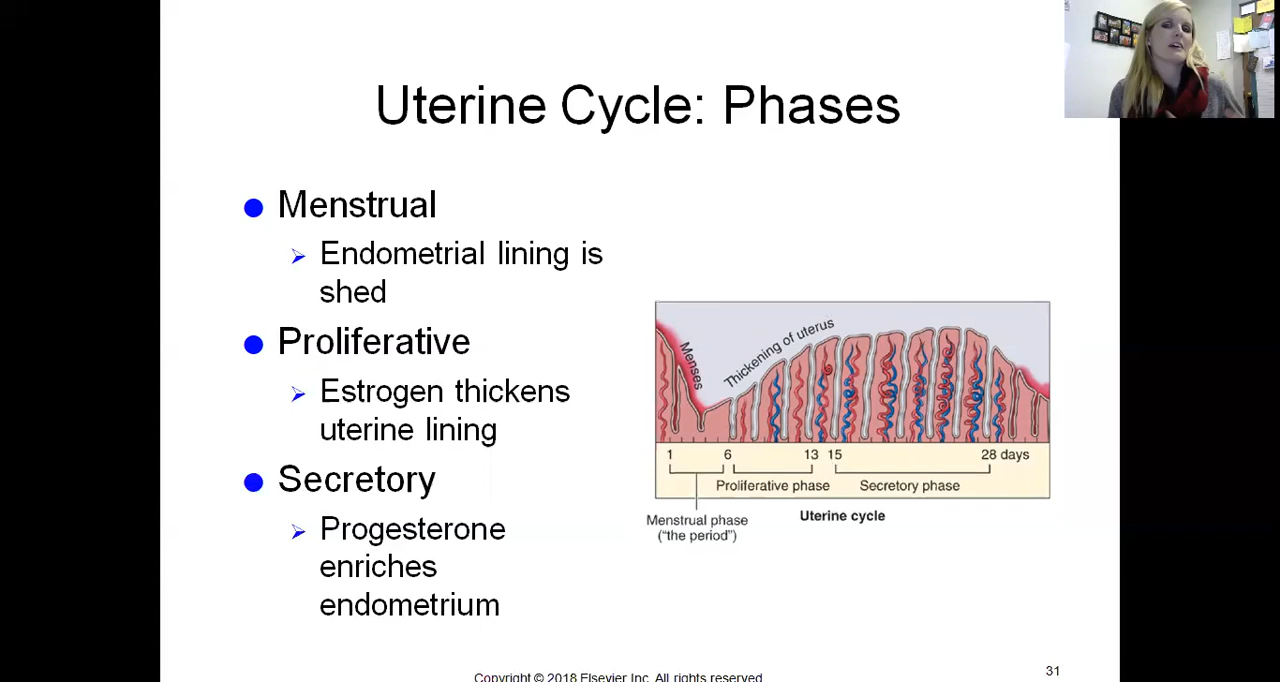 Uterine Cycle: Phases
Menstrual
Endometrial lining is
shed
Proliferative
Estrogen thickens
uterine lining
Secretory
Progesterone
enriches
endometrium
Menses
Thickening of uterus
1 6 13 15 28 days
Proliferative phase Secretory phase
Menstrual phase
("the period")
Uterine cycle
Copyright © 2018 Elsevier Inc. All rights reserved
31